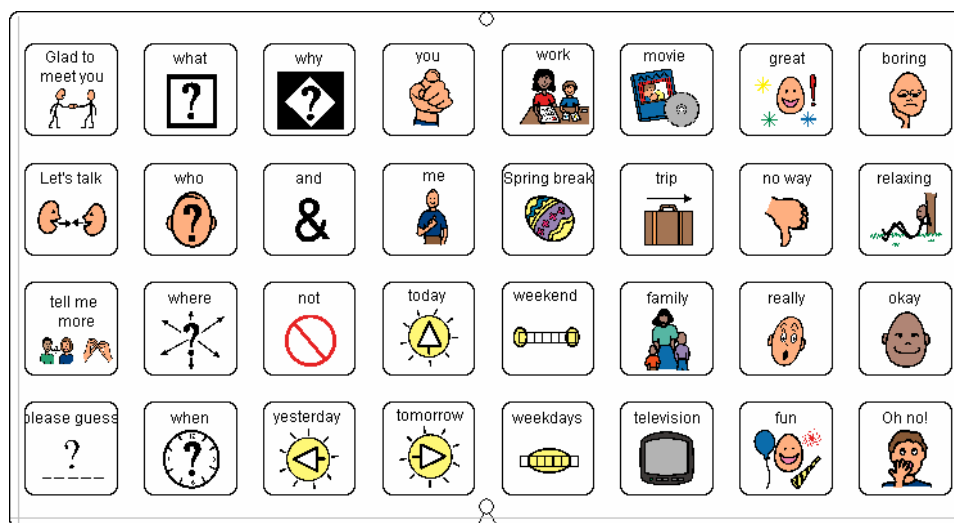 Glad to
meet you
what
why
you
work
movie
great
boring
Let's talk
who
and
me
Spring break
trip
no way
relaxing
tell me
more
where
not
today
weekend
family
really
okay
please guess
when
yesterday
tomorrow
weekdays
television
fun
Oh no!